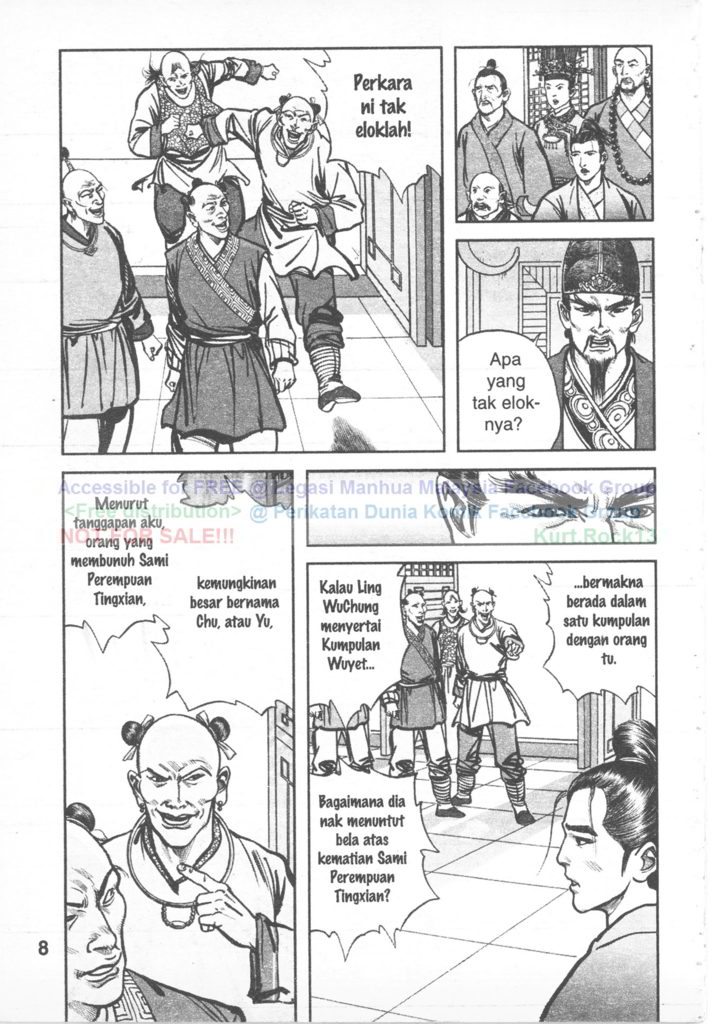 Perkara
ni tak
eloklah!
Apa
yang
tak elok-
nya?
Accessible for FREE @ Legasi Manhua Malaysia Facebook Group
<Free distribution> @ Perikatan Dunia Komik Facebook Group
NOT FOR SALE!!!
Kurt.Rock13
Menurut
tanggapan aku,
orang yang
membunuh Sami
Perempuan
Tingxian,
kemungkinan
besar bernama
Chu, atau Yu,
Kalau Ling
WuChung
menyertai
Kumpulan
Wuyet...
...bermakna
berada dalam
satu kumpulan
dengan orang
tu.
Bagaimana dia
nak menuntut
bela atas
kematian Sami
Perempuan
Tingxian?
8